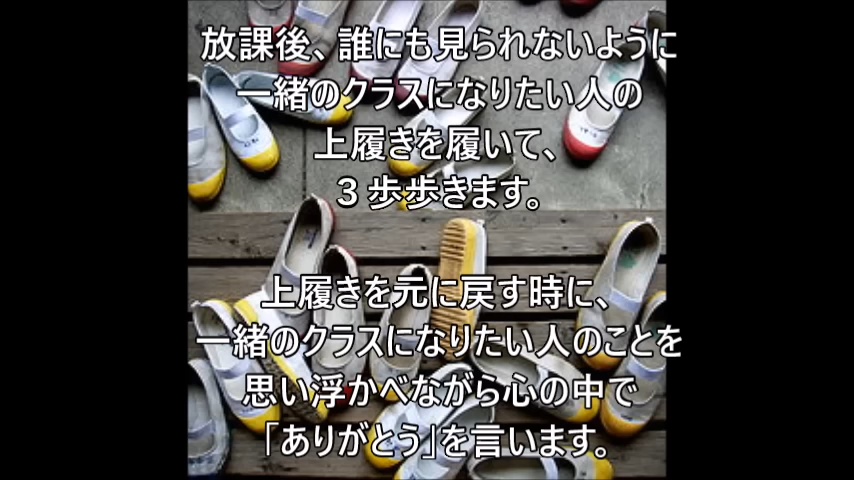 放課後、誰にも見られないように
一緒のクラスになりたい人の
上履きを履いて、
３歩歩きます。
上履きを元に戻す時に、
一緒のクラスになりたい人のことを
思い浮かべながら心の中で
「ありがとう」を言います。